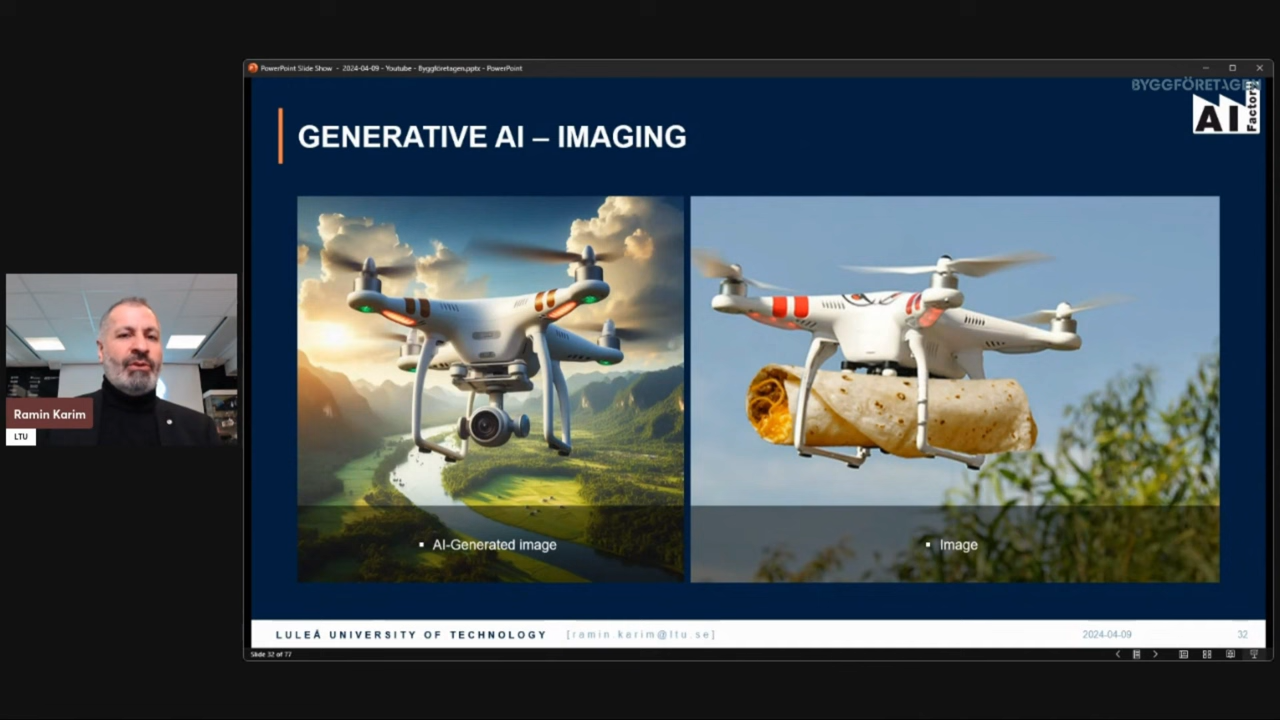 PowerPoint Slide Show - 2024-04-09 - Youtube - Byggföretagen.pptx - PowerPoint
BYGGFÖRETAGEN
AI Factory
GENERATIVE AI – IMAGING
Ramin Karim
LTU
▪ AI-Generated image
▪ Image
LULEÅ UNIVERSITY OF TECHNOLOGY [ramin.karim@ltu.se] 2024-04-09 32
Slide 32 of 77